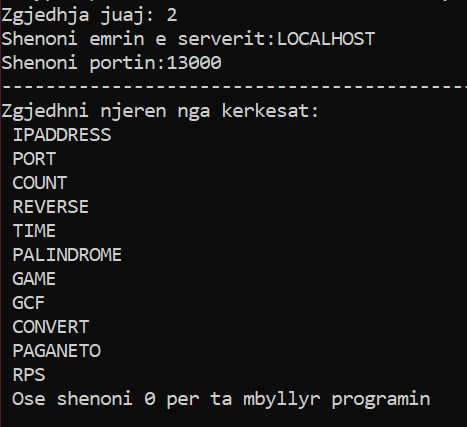 Zgjedhja juaj: 2
Shenoni emrin e serverit:LOCALHOST
Shenoni portin:13000
------------------------------------------
Zgjedhni njeren nga kerkesat:
IPADDRESS
PORT
COUNT
REVERSE
TIME
PALINDROME
GAME
GCF
CONVERT
PAGANETO
RPS
Ose shenoni 0 per ta mbyllyr programin